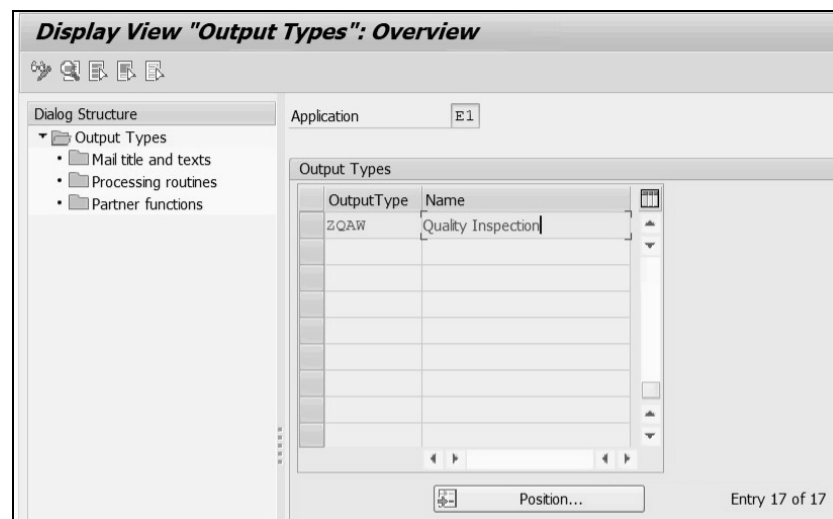 Display View "Output Types": Overview
Dialog Structure
Output Types
Mail title and texts
Processing routines
Partner functions
Application E1
Output Types
OutputType Name
ZQAW Quality Inspection
Position... Entry 17 of 17